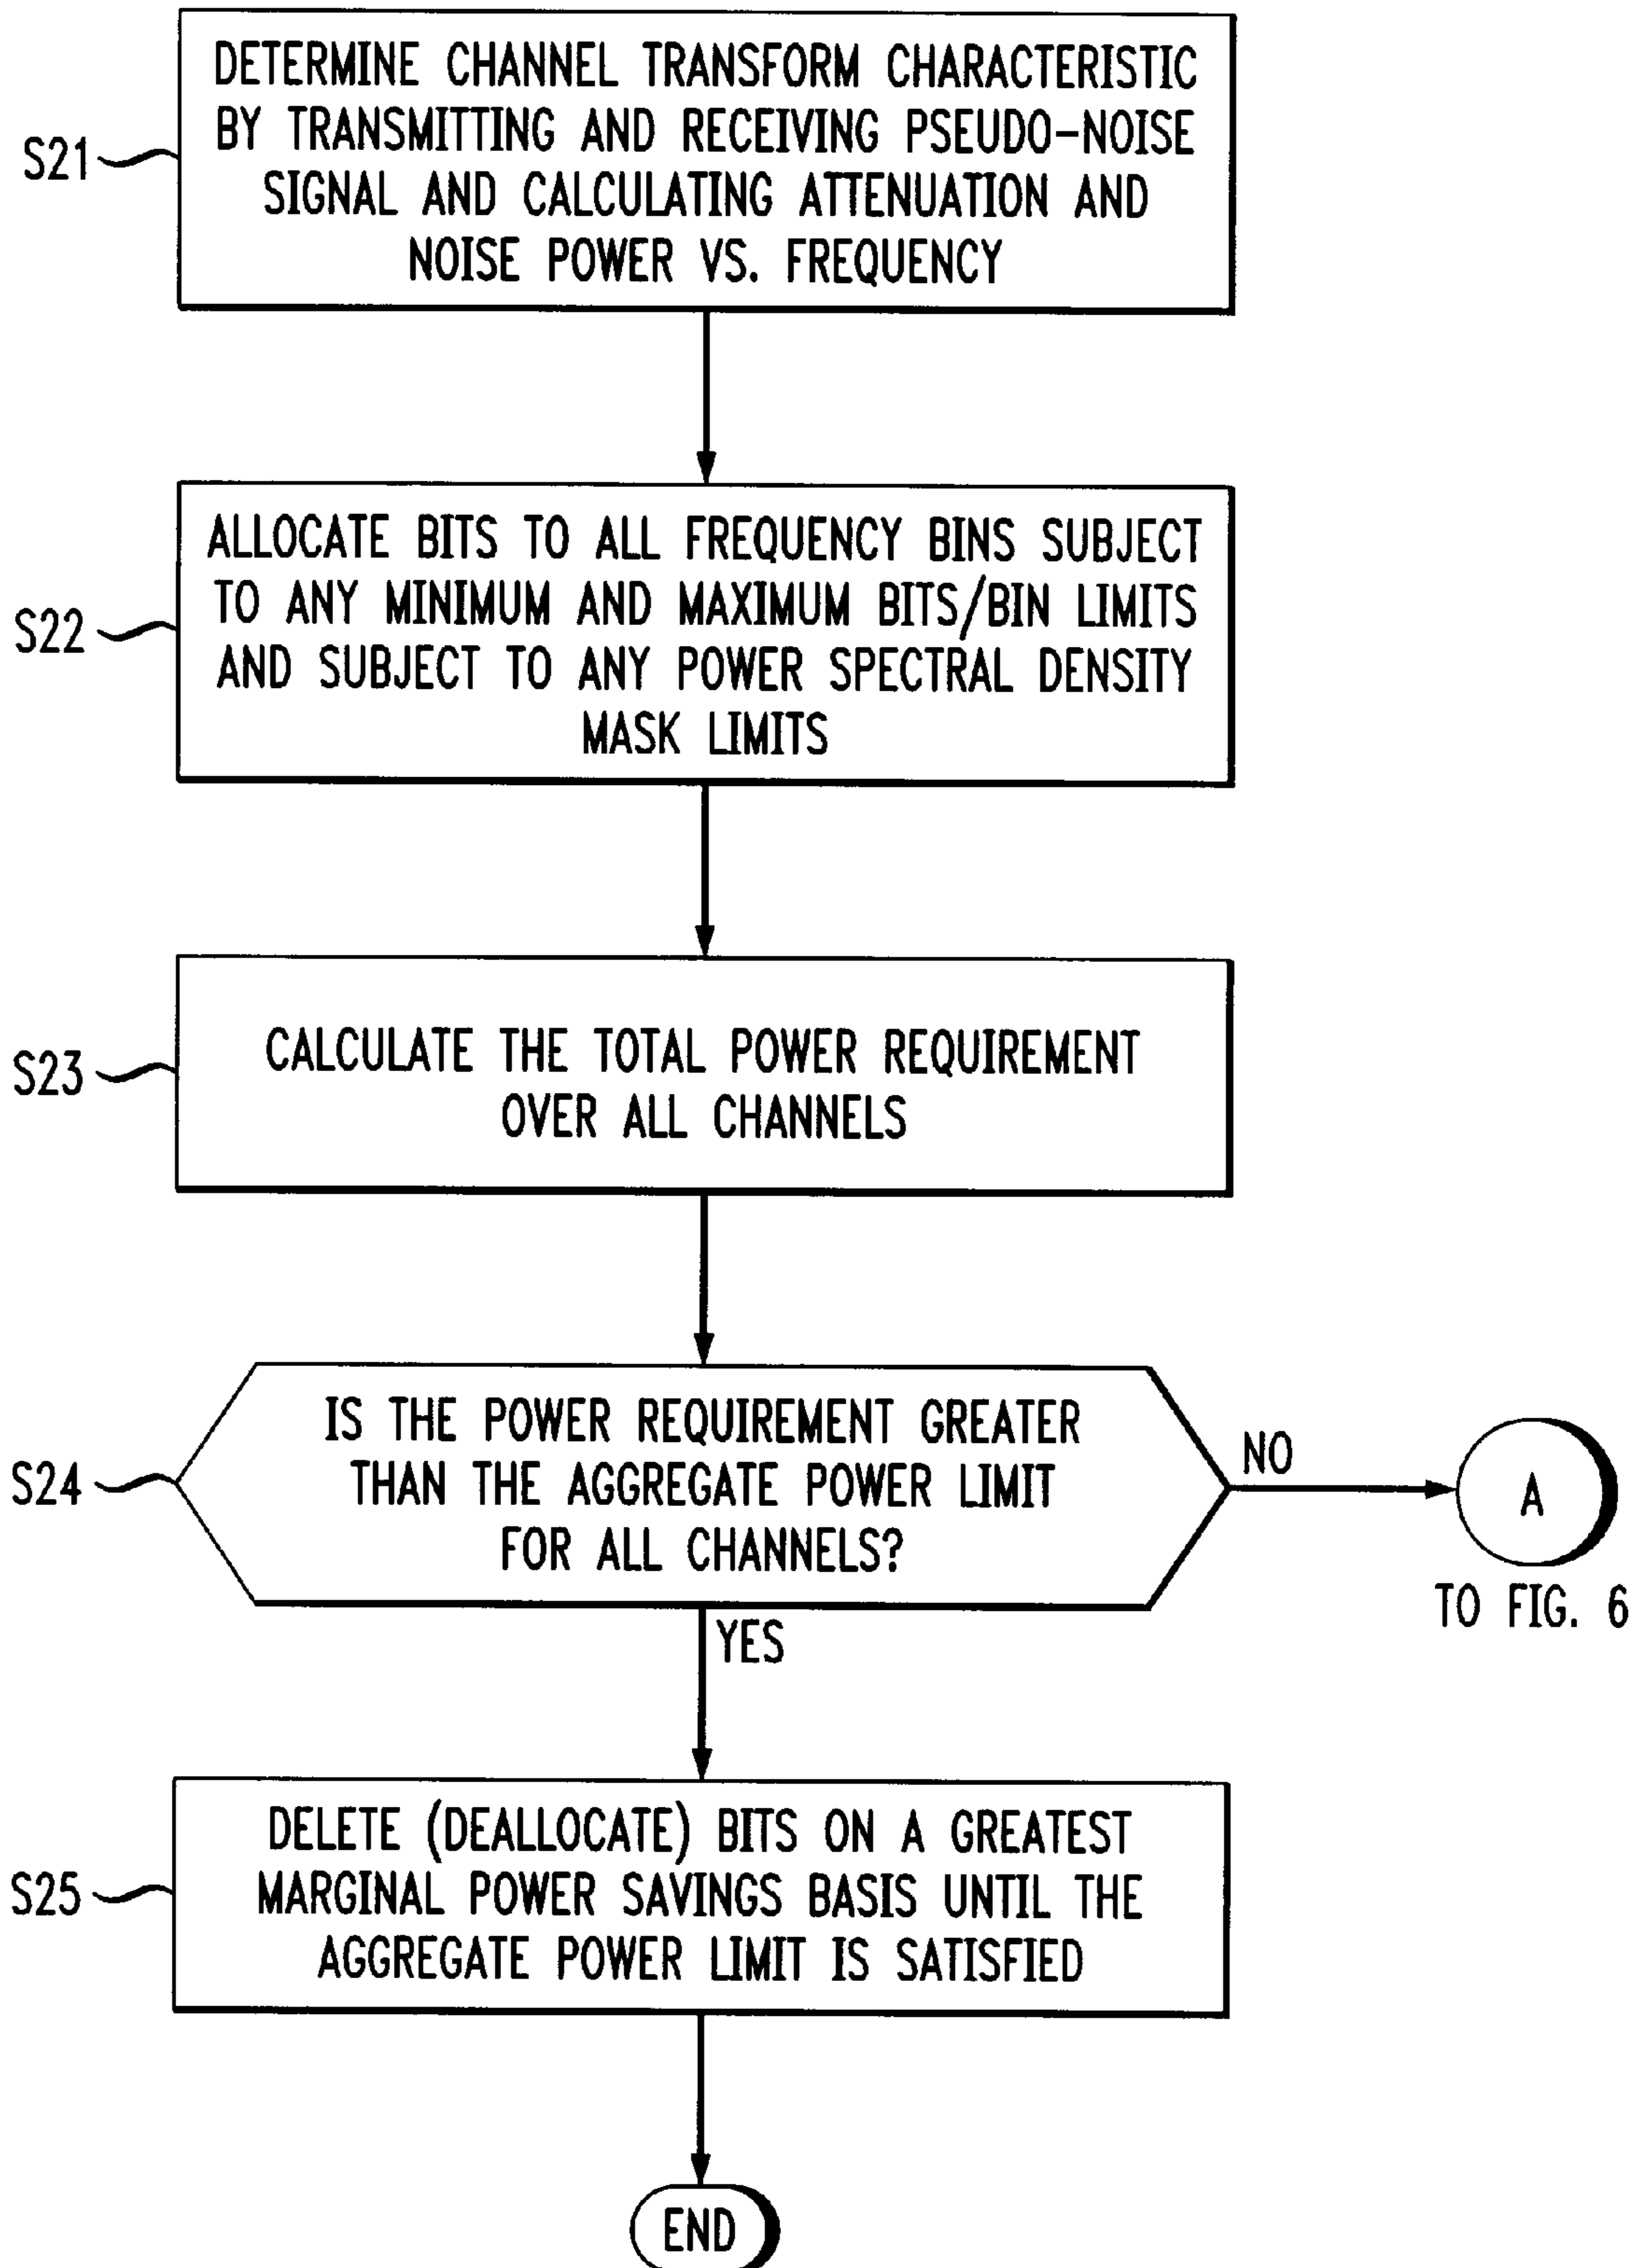 S21
DETERMINE CHANNEL TRANSFORM CHARACTERISTIC
BY TRANSMITTING AND RECEIVING PSEUDO-NOISE
SIGNAL AND CALCULATING ATTENUATION AND
NOISE POWER VS. FREQUENCY
S22
ALLOCATE BITS TO ALL FREQUENCY BINS SUBJECT
TO ANY MINIMUM AND MAXIMUM BITS/BIN LIMITS
AND SUBJECT TO ANY POWER SPECTRAL DENSITY
MASK LIMITS
S23
CALCULATE THE TOTAL POWER REQUIREMENT
OVER ALL CHANNELS
S24
IS THE POWER REQUIREMENT GREATER
THAN THE AGGREGATE POWER LIMIT
FOR ALL CHANNELS?
NO
A
TO FIG. 6
YES
S25
DELETE (DEALLOCATE) BITS ON A GREATEST
MARGINAL POWER SAVINGS BASIS UNTIL THE
AGGREGATE POWER LIMIT IS SATISFIED
END